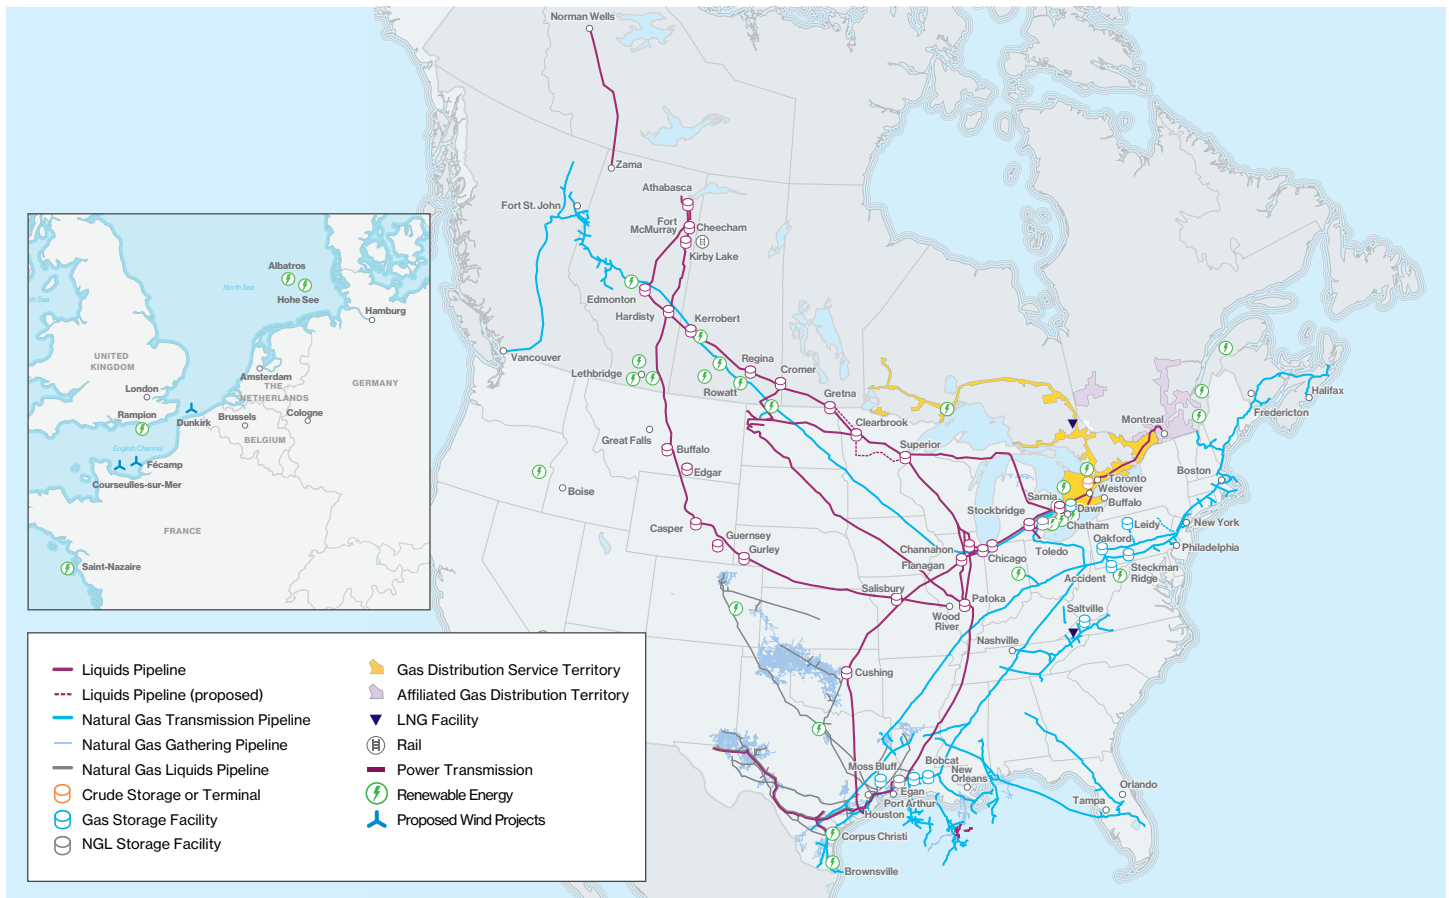 Norman Wells
Zama
Athabasca
Fort St. John
Fort
McMurray
Cheecham
Kirby Lake
Edmonton
Hardisty
Kerrobert
Vancouver
Lethbridge
Rowatt
Regina
Cromer
Gretna
Clearbrook
Superior
Great Falls
Buffalo
Edgar
Boise
Casper
Guernsey
Gurley
Montreal
Halifax
Fredericton
Boston
Toronto
Westover
Buffalo
Sarnia
Dawn
Stockbridge
Chatham
Leidy
New York
Toledo
Oakford
Philadelphia
Channahon
Flanagan
Chicago
Accident
Steckman
Ridge
Salisbury
Patoka
Wood
River
Saltville
Nashville
Cushing
Moss Bluff
Bobcat
New
Orleans
Egan
Port Arthur
Houston
Corpus Christi
Brownsville
Orlando
Tampa
Albatros
Hohe See
North Sea
Hamburg
UNITED
KINGDOM
London
Amsterdam
THE
NETHERLANDS
GERMANY
Rampion
Dunkirk
Brussels
Cologne
BELGIUM
English Channel
Fécamp
Courseulles-sur-Mer
FRANCE
Saint-Nazaire
Liquids Pipeline
Liquids Pipeline (proposed)
Natural Gas Transmission Pipeline
Natural Gas Gathering Pipeline
Natural Gas Liquids Pipeline
Crude Storage or Terminal
Gas Storage Facility
NGL Storage Facility
Gas Distribution Service Territory
Affiliated Gas Distribution Territory
LNG Facility
Rail
Power Transmission
Renewable Energy
Proposed Wind Projects